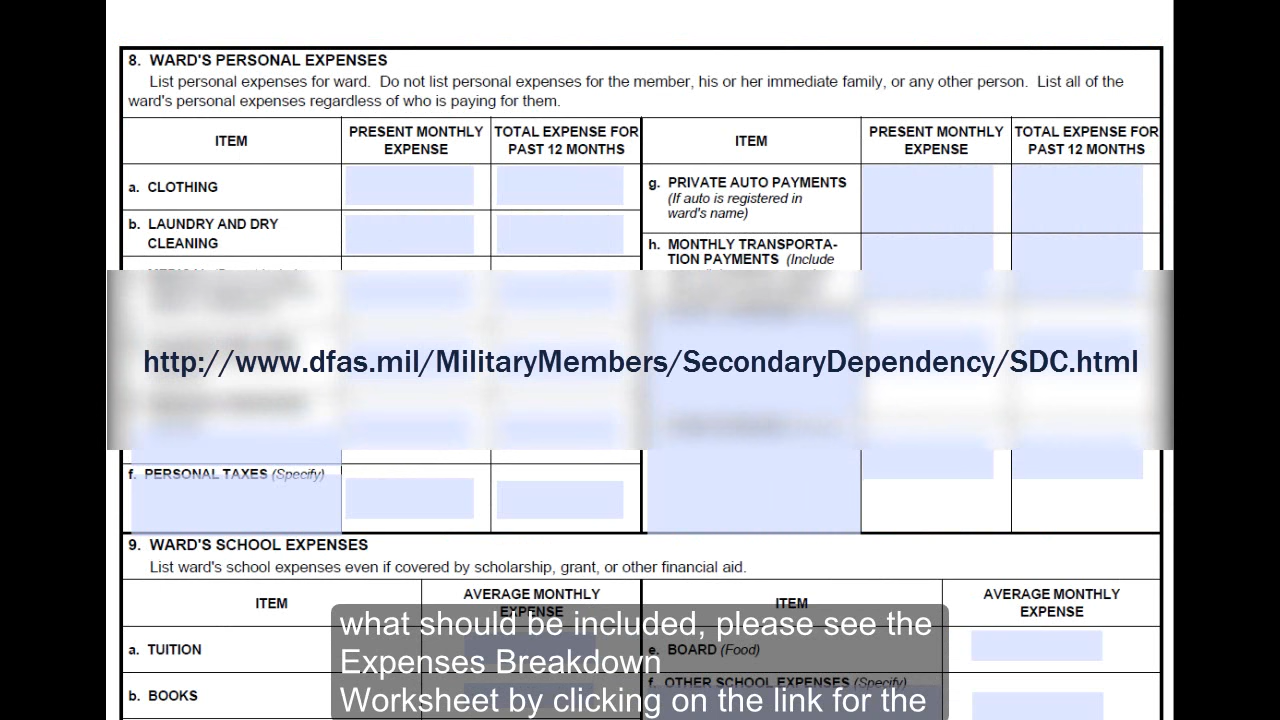 8. WARD'S PERSONAL EXPENSES
List personal expenses for ward. Do not list personal expenses for the member, his or her immediate family, or any other person. List all of the
ward's personal expenses regardless of who is paying for them.
ITEM
PRESENT MONTHLY
EXPENSE
TOTAL EXPENSE FOR
PAST 12 MONTHS
ITEM
PRESENT MONTHLY
EXPENSE
TOTAL EXPENSE FOR
PAST 12 MONTHS
a. CLOTHING
b. LAUNDRY AND DRY
CLEANING
g. PRIVATE AUTO PAYMENTS
(If auto is registered in
ward's name)
h. MONTHLY TRANSPORTA-
TION PAYMENTS (Include
http://www.dfas.mil/MilitaryMembers/SecondaryDependency/SDC.html
f. PERSONAL TAXES (Specify)
9. WARD'S SCHOOL EXPENSES
List ward's school expenses even if covered by scholarship, grant, or other financial aid.
ITEM
AVERAGE MONTHLY
EXPENSE
ITEM
AVERAGE MONTHLY
EXPENSE
a. TUITION
b. BOOKS
e. BOARD (Food)
f. OTHER SCHOOL EXPENSES (Specify)
what should be included, please see the
Expenses Breakdown
Worksheet by clicking on the link for the